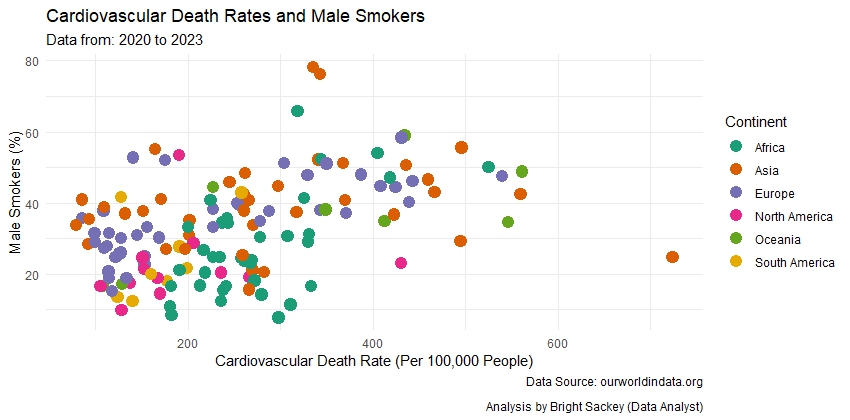 Cardiovascular Death Rates and Male Smokers
Data from: 2020 to 2023
Male Smokers (%)
80
60
40
20
200
400
600
Cardiovascular Death Rate (Per 100,000 People)
Continent
Africa
Asia
Europe
North America
Oceania
South America
Data Source: ourworldindata.org
Analysis by Bright Sackey (Data Analyst)